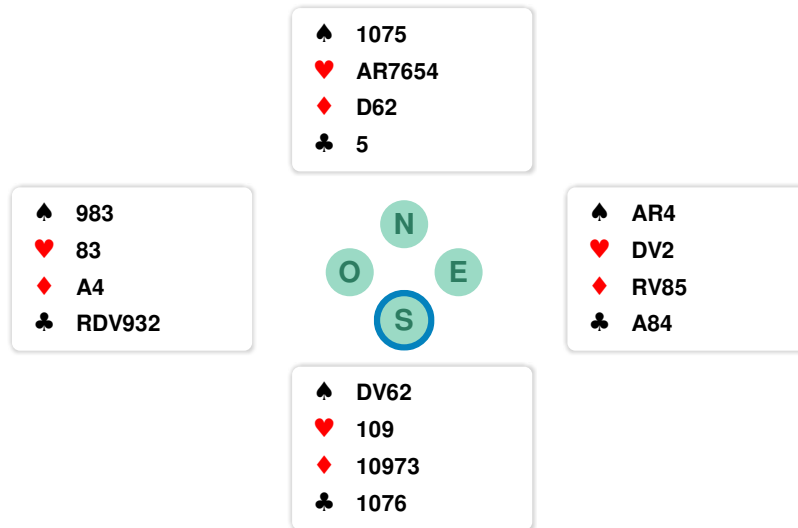 ♠ 1075
♥ AR7654
♦ D62
♣ 5
♠ 983
♥ 83
♦ A4
♣ RDV932
N
O E
S
♠ AR4
♥ DV2
♦ RV85
♣ A84
♠ DV62
♥ 109
♦ 10973
♣ 1076